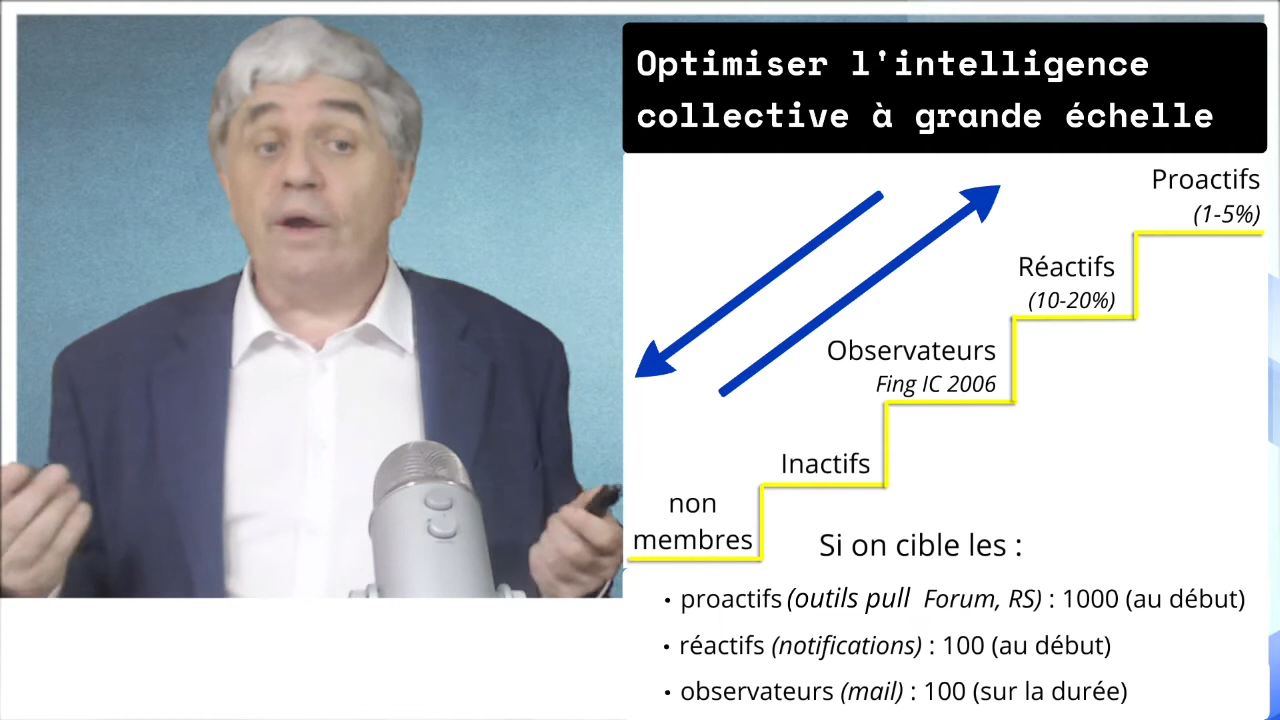 Optimiser l'intelligence
collective à grande échelle
Proactifs
(1-5%)
Réactifs
(10-20%)
Observateurs
Fing IC 2006
Inactifs
non
membres
Si on cible les :
• proactifs (outils pull Forum, RS) : 1000 (au début)
• réactifs (notifications) : 100 (au début)
• observateurs (mail) : 100 (sur la durée)